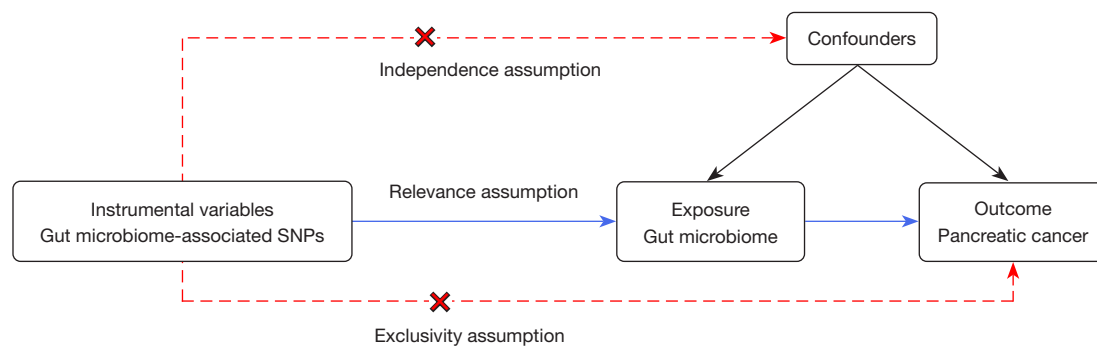 Confounders
Independence assumption
Relevance assumption
Instrumental variables
Gut microbiome-associated SNPs
Exposure
Gut microbiome
Outcome
Pancreatic cancer
Exclusivity assumption